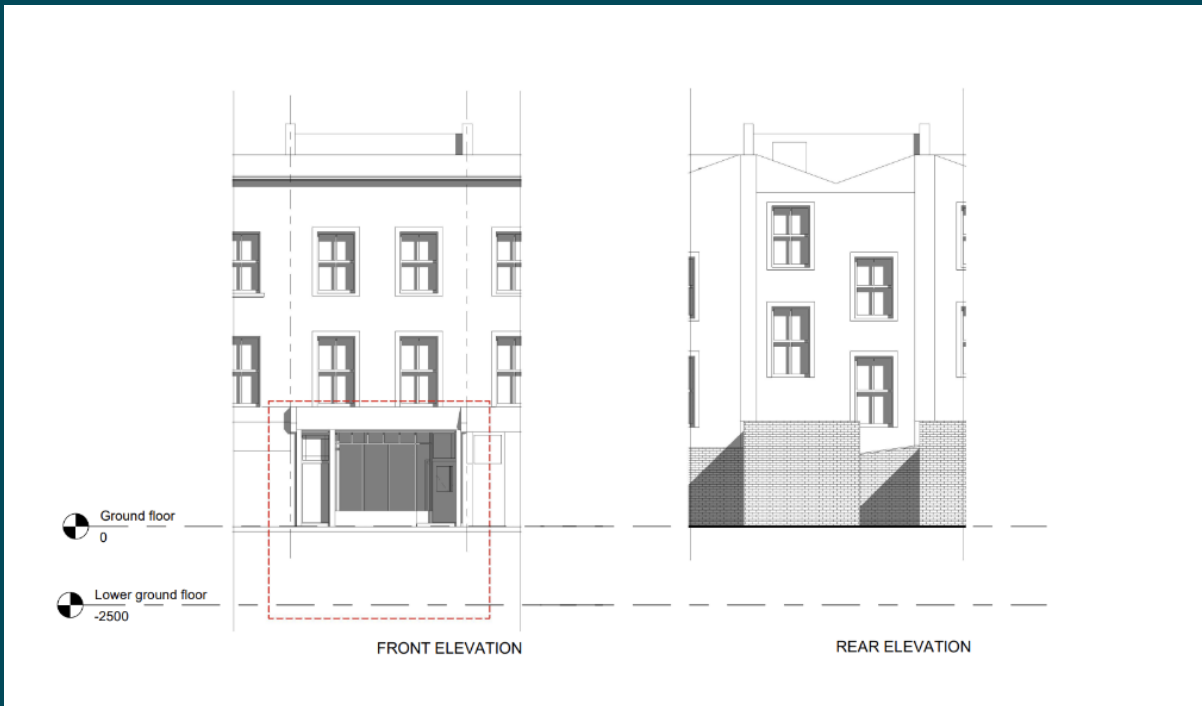 Ground floor
0
Lower ground floor
-2500
FRONT ELEVATION
REAR ELEVATION